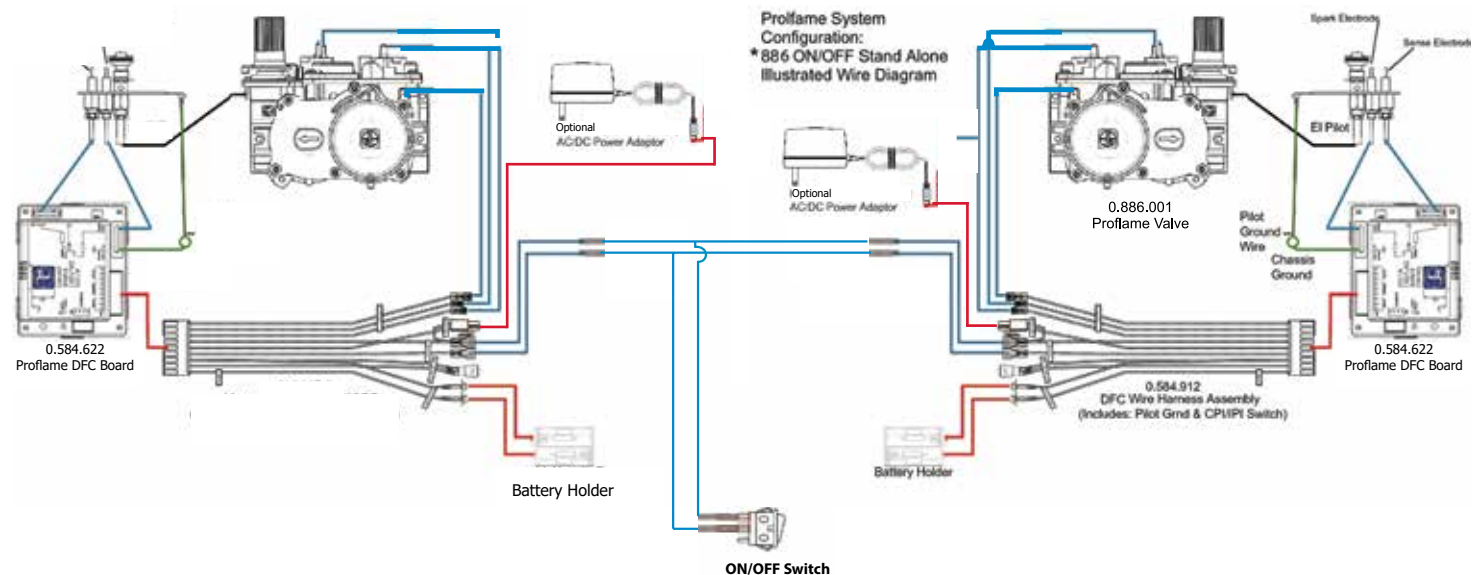 Prolfame System
Configuration:
*886 ON/OFF Stand Alone
Illustrated Wire Diagram
Spark Electrode
Sense Electrode
Optional
AC/DC Power Adaptor
Optional
AC/DC Power Adaptor
EI Pilot
0.886.001
Proflame Valve
Pilot
Ground
Wire
Chassis
Ground
0.584.622
Proflame DFC Board
0.584.622
Proflame DFC Board
0.584.912
DFC Wire Harness Assembly
(Includes: Pilot Grnd & CPI/IPI Switch)
Battery Holder
Battery Holder
ON/OFF Switch